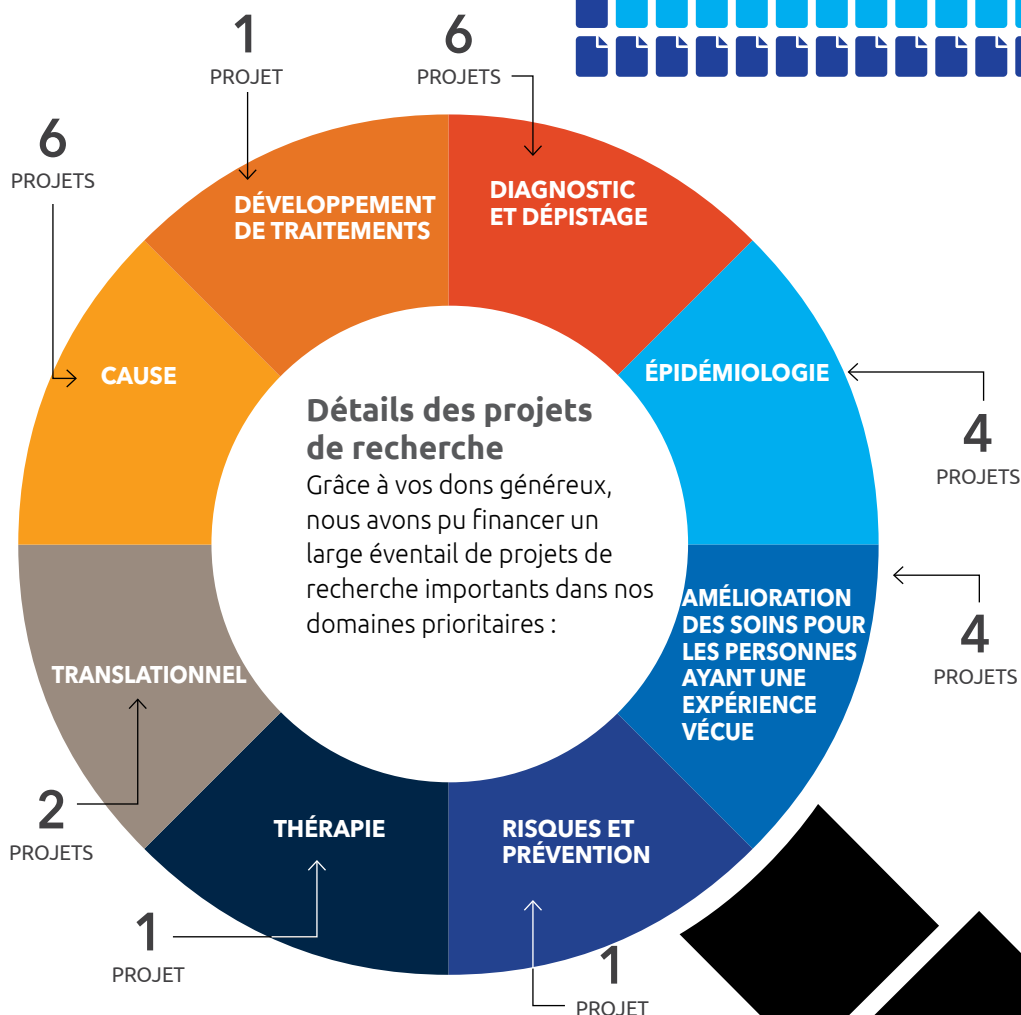 1
PROJET
6
PROJETS
6
PROJETS
DÉVELOPPEMENT
DE TRAITEMENTS
DIAGNOSTIC
ET DÉPISTAGE
CAUSE
ÉPIDÉMIOLOGIE
4
PROJETS
Détails des projets
de recherche
Grâce à vos dons généreux,
nous avons pu financer un
large éventail de projets de
recherche importants dans nos
domaines prioritaires :
AMÉLIORATION
DES SOINS POUR
LES PERSONNES
AYANT UNE
EXPÉRIENCE
VÉCUE
4
PROJETS
TRANSLATIONNEL
2
PROJETS
THÉRAPIE
RISQUES ET
PRÉVENTION
1
PROJET
1
PROJET